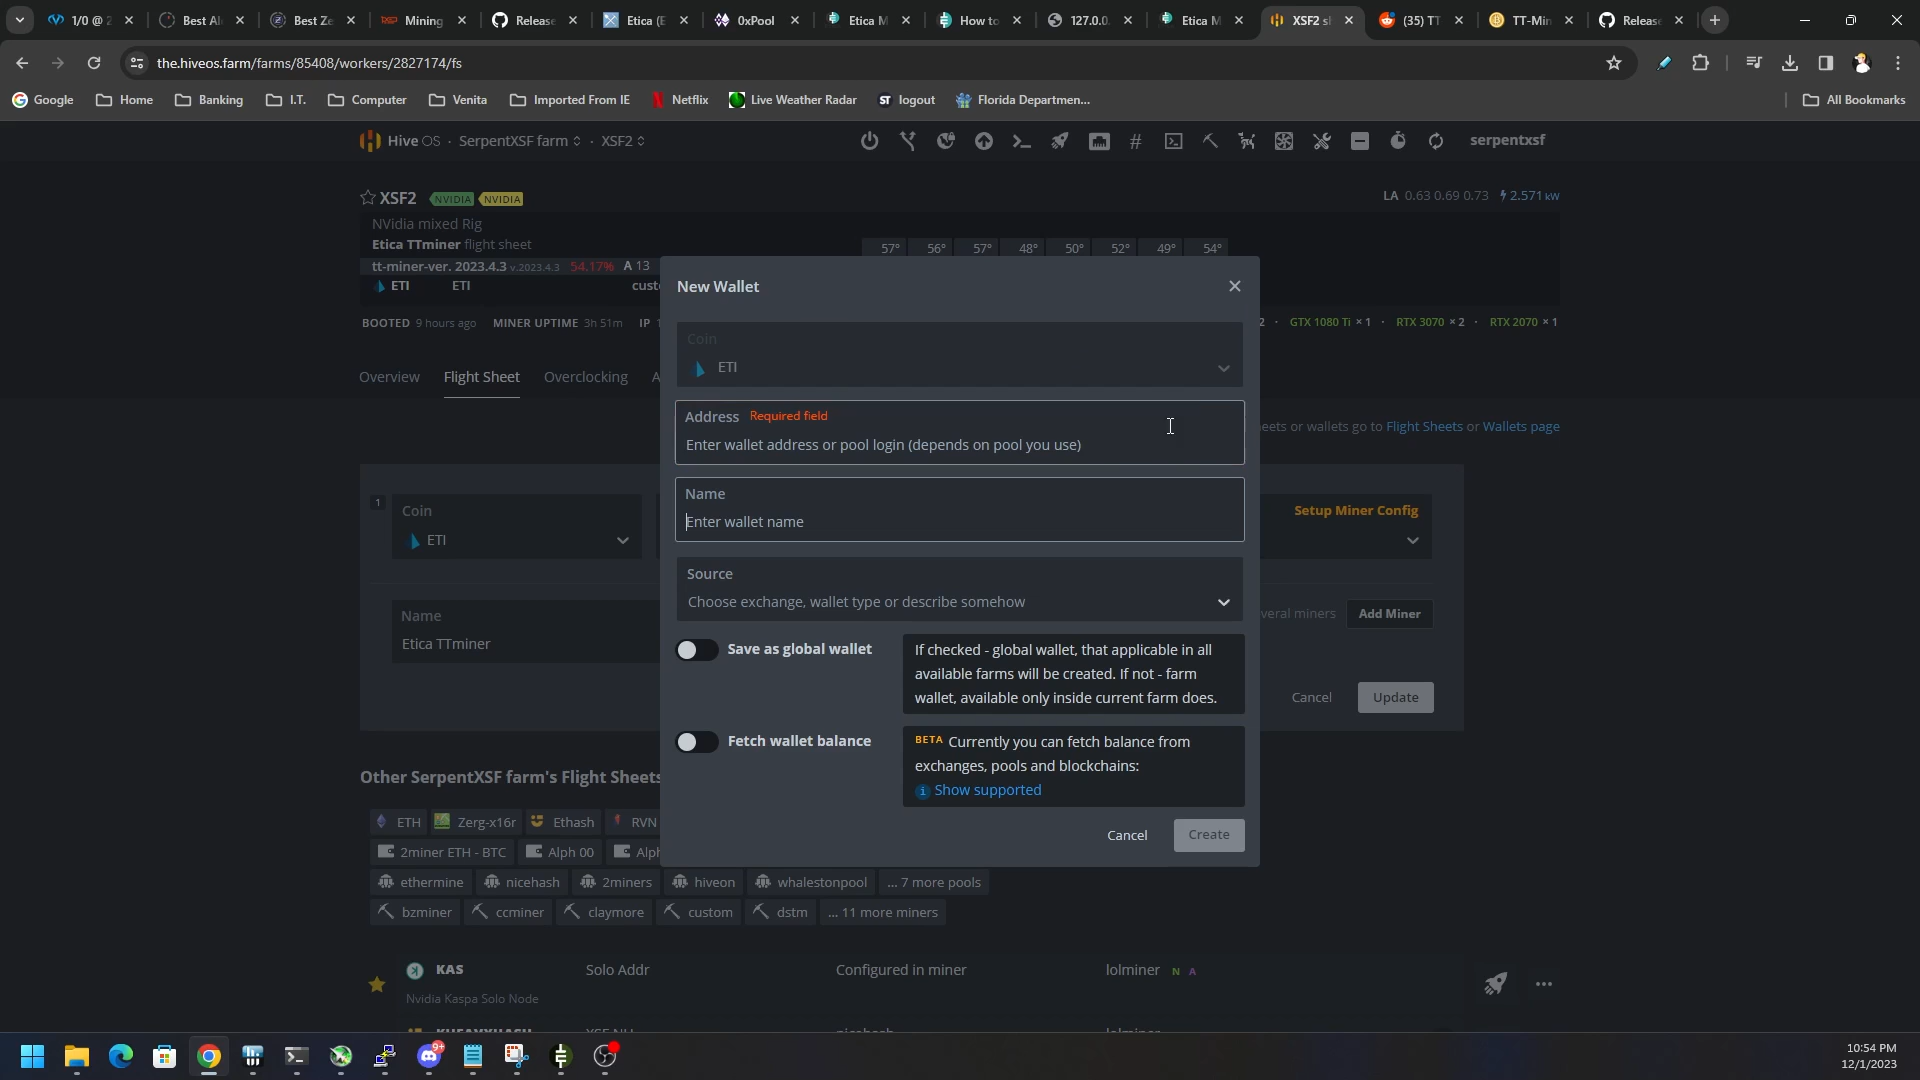 1/0 @ 2
Best Al
Best Ze
Mining
Release
Etica (E
0xPool
Etica M
How to
127.0.0.
Etica M
XSF2 sl
(35) TT
TT-Min
Release
the.hiveos.farm/farms/85408/workers/2827174/fs
Google
Home
Banking
I.T.
Computer
Venita
Imported From IE
Netflix
Live Weather Radar
ST logout
Florida Departmen...
All Bookmarks
Hive OS · SerpentXSF farm · XSF2
serpentxsf
XSF2 NVIDIA NVIDIA
LA 0.63 0.69 0.73 2.571 kW
NVidia mixed Rig
Etica TTminer flight sheet
57° 56° 57° 48° 50° 52° 49° 54°
tt-miner-ver. 2023.4.3 v.2023.4.3 54.17% A 13
ETI ETI custo
BOOTED 9 hours ago MINER UPTIME 3h 51m IP 1
2 · GTX 1080 Ti × 1 · RTX 3070 × 2 · RTX 2070 × 1
Overview
Flight Sheet
Overclocking
A
eets or wallets go to Flight Sheets or Wallets page
New Wallet
Coin
ETI
Address Required field
Enter wallet address or pool login (depends on pool you use)
Name
Enter wallet name
Source
Choose exchange, wallet type or describe somehow
Save as global wallet
If checked - global wallet, that applicable in all
available farms will be created. If not - farm
wallet, available only inside current farm does.
Fetch wallet balance
BETA Currently you can fetch balance from
exchanges, pools and blockchains:
i Show supported
Cancel
Create
1
Coin
ETI
Setup Miner Config
Name
Etica TTminer
veral miners
Add Miner
Cancel
Update
Other SerpentXSF farm's Flight Sheets
ETH
Zerg-x16r
Ethash
RVN
2miner ETH - BTC
Alph 00
Alph
ethermine
nicehash
2miners
hiveon
whalestonpool
... 7 more pools
bzminer
ccminer
claymore
custom
dstm
... 11 more miners
KAS
Solo Addr
Configured in miner
lolminer N A
Nvidia Kaspa Solo Node
9+
10:54 PM
12/1/2023